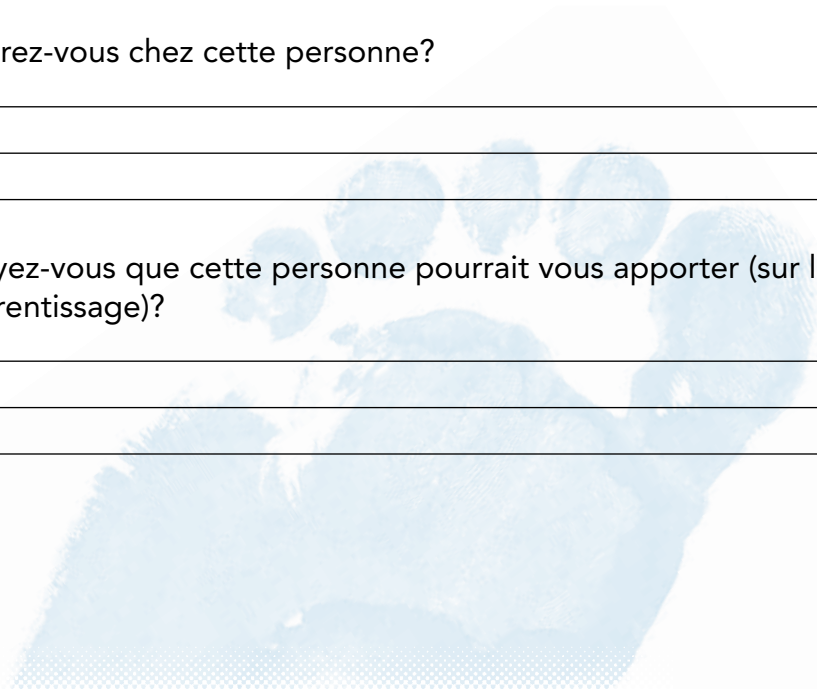 rez-vous chez cette personne?
yez-vous que cette personne pourrait vous apporter (sur l
rentissage)?